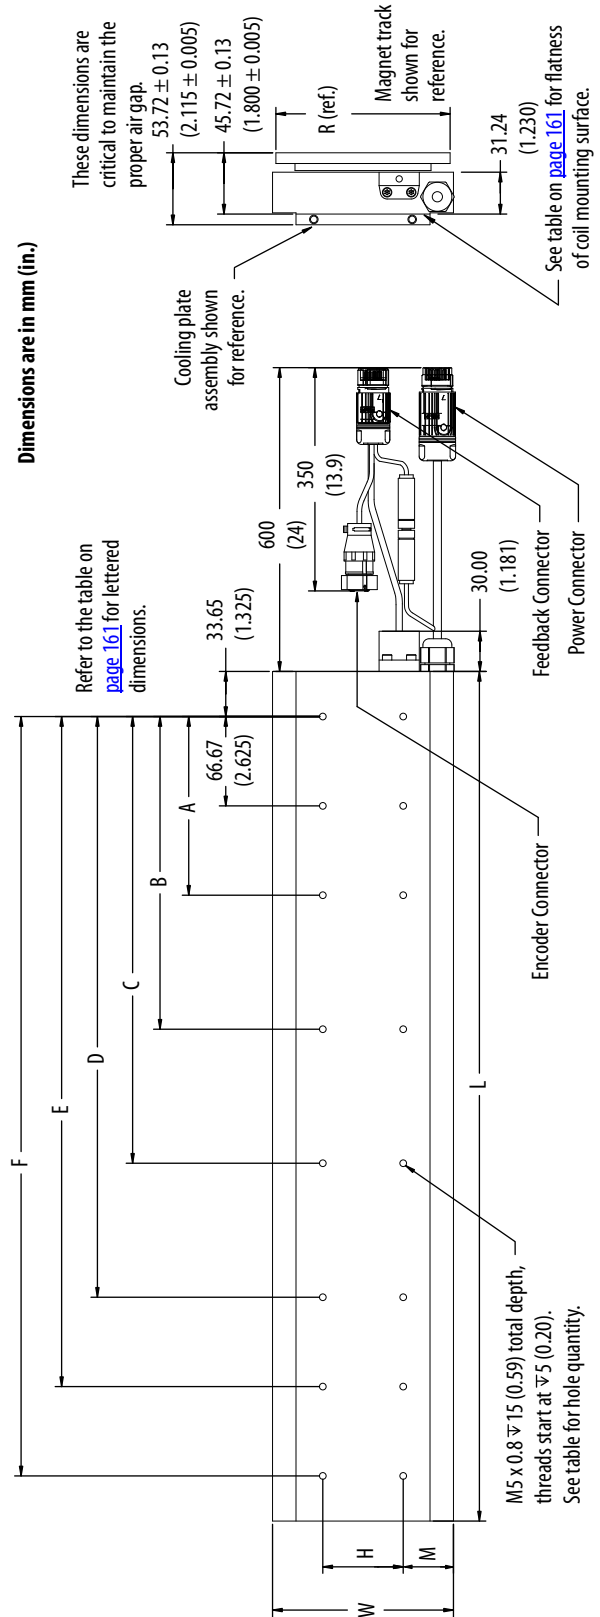 Dimensions are in mm (in.)
These dimensions are
critical to maintain the
proper air gap.
53.72 ± 0.13
(2.115 ± 0.005)
45.72 ± 0.13
(1.800 ± 0.005)
R (ref.)
Magnet track
shown for
reference.
Cooling plate
assembly shown
for reference.
31.24
(1.230)
See table on page 161 for flatness
of coil mounting surface.
Refer to the table on
page 161 for lettered
dimensions.
600
(24)
350
(13.9)
33.65
(1.325)
66.67
(2.625)
30.00
(1.181)
Feedback Connector
Power Connector
Encoder Connector
F
E
D
C
B
A
L
H
M
W
M5 x 0.8 ↧15 (0.59) total depth,
threads start at ↧5 (0.20).
See table for hole quantity.